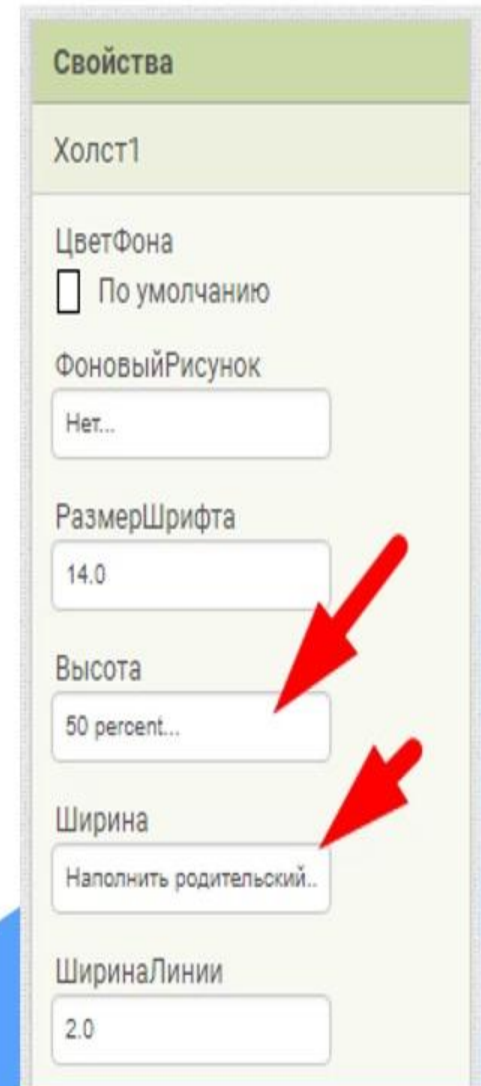 Свойства
Холст1
ЦветФона
По умолчанию
ФоновыйРисунок
Нет...
РазмерШрифта
14.0
Высота
50 percent...
Ширина
Наполнить родительский..
ШиринаЛинии
2.0